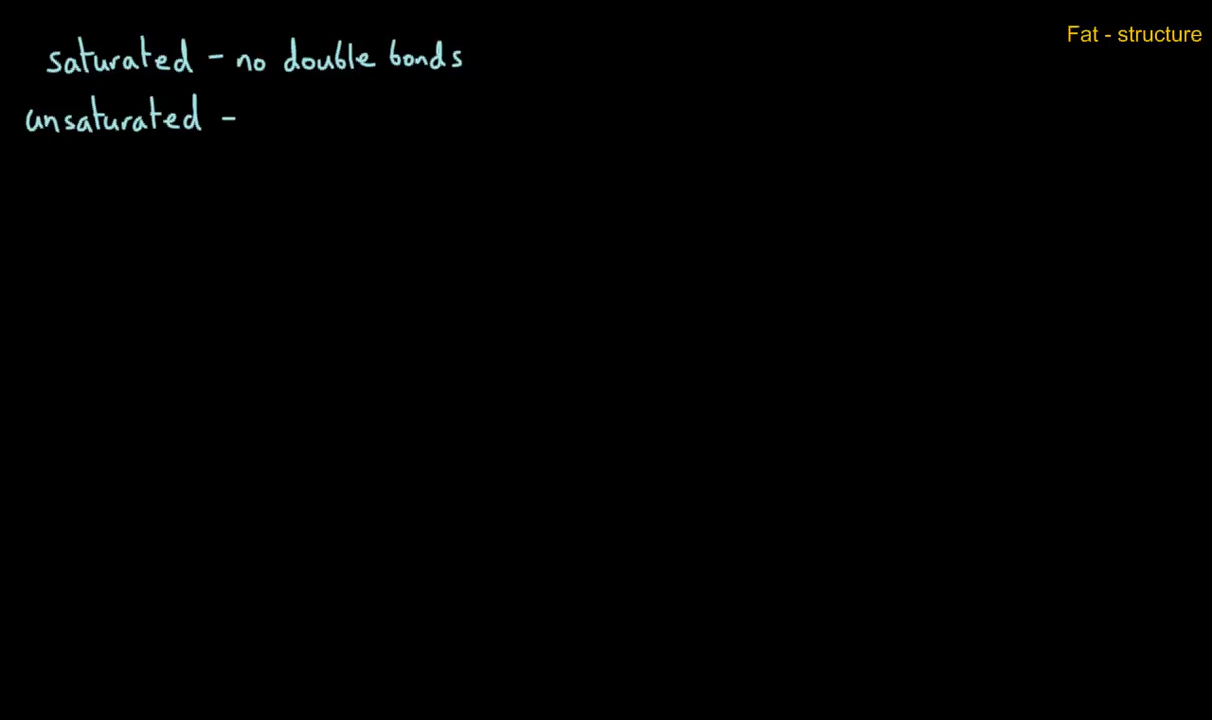 Fat - structure
saturated - no double bonds
unsaturated -